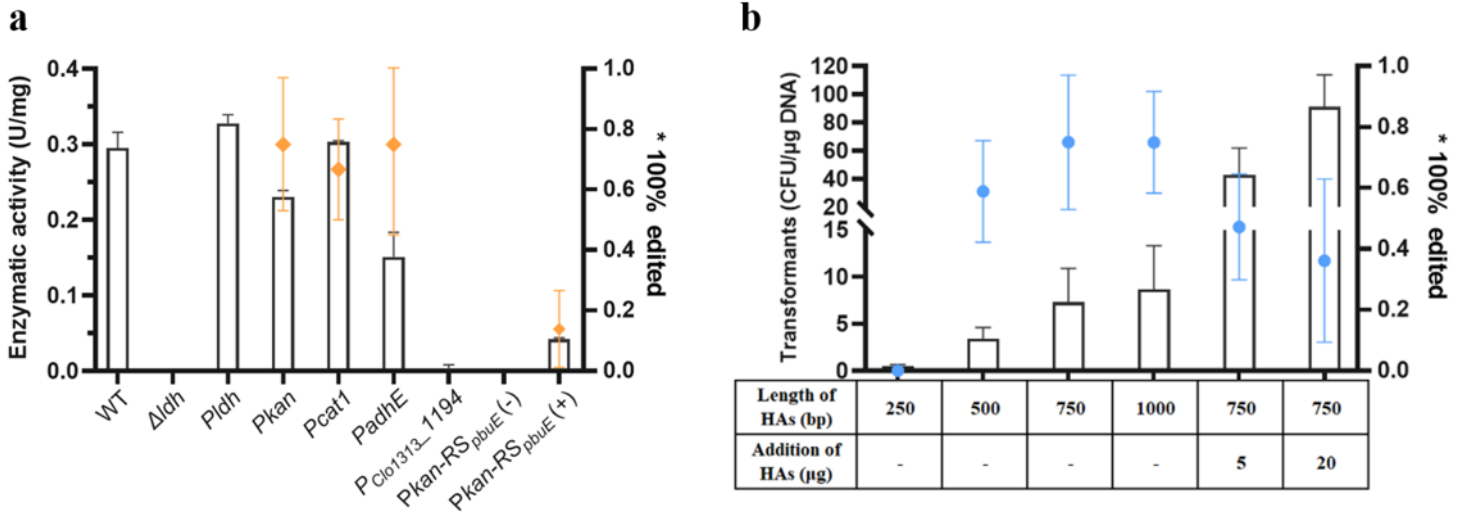 a
b
Enzymatic activity (U/mg)
0.4
0.3
0.2
0.1
0.0
1.0
0.8
0.6
0.4
0.2
0.0
* 100% edited
WT
Δldh
Pldh
Pkan
Pcat1
PadhE
PClo1313_1194
Pkan-RSpbuE (-)
Pkan-RSpbuE (+)
Transformants (CFU/μg DNA)
120
100
80
60
40
20
15
10
5
0
1.0
0.8
0.6
0.4
0.2
0.0
* 100% edited
Length of
HAs (bp)
250 500 750 1000 750 750
Addition of
HAs (μg)
- - - - 5 20